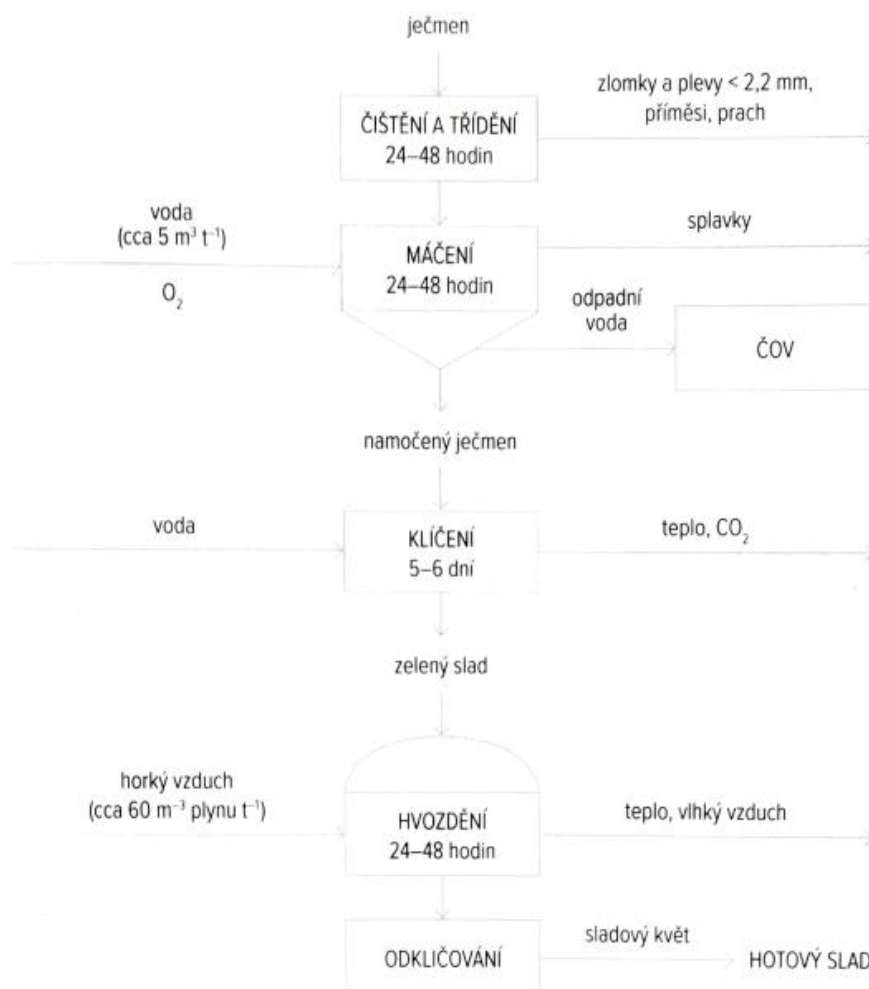 ječmen
zlomky a plevy < 2,2 mm,
příměsi, prach
ČIŠTĚNÍ A TŘÍDĚNÍ
24–48 hodin
voda
(cca 5 m³ t⁻¹)
O₂
MÁČENÍ
24–48 hodin
splavky
odpadní
voda
ČOV
namočený ječmen
voda
KLÍČENÍ
5–6 dní
teplo, CO₂
zelený slad
horký vzduch
(cca 60 m⁻³ plynu t⁻¹)
HVOZDĚNÍ
24–48 hodin
teplo, vlhký vzduch
ODKLIČOVÁNÍ
sladový květ
HOTOVÝ SLAD